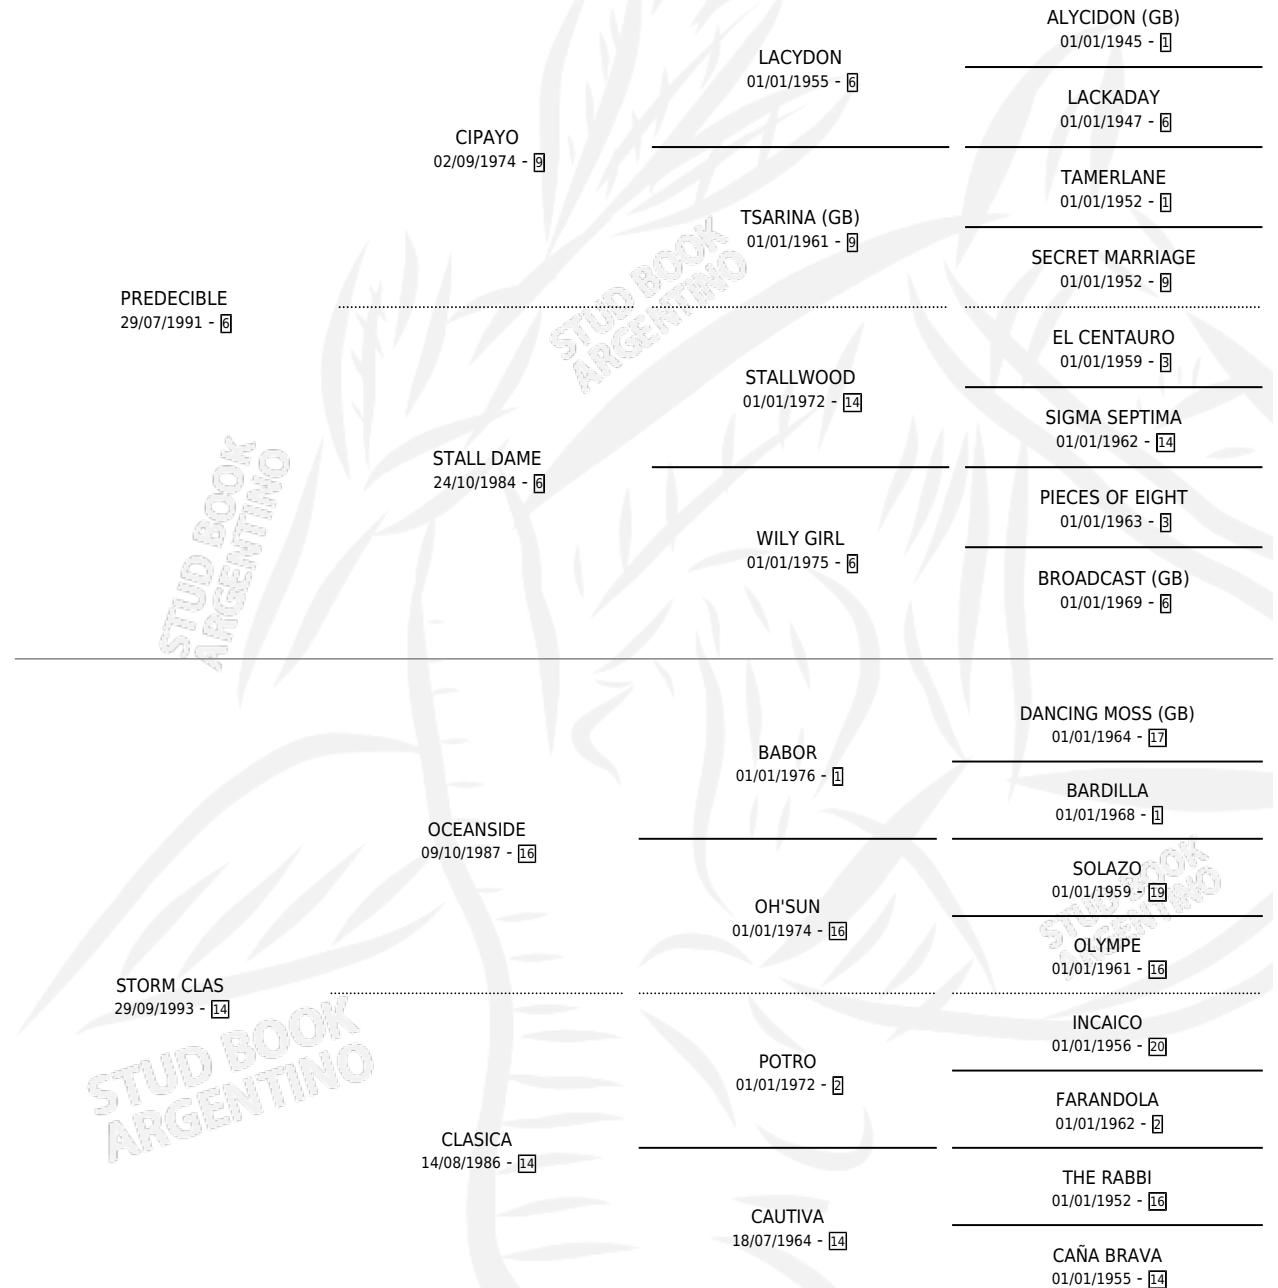 ALYCIDON (GB)
01/01/1945 - 1
LACYDON
01/01/1955 - 6
LACKADAY
01/01/1947 - 6
CIPAYO
02/09/1974 - 9
TAMERLANE
01/01/1952 - 1
TSARINA (GB)
01/01/1961 - 9
SECRET MARRIAGE
01/01/1952 - 9
PREDECIBLE
29/07/1991 - 6
EL CENTAURO
01/01/1959 - 3
STALLWOOD
01/01/1972 - 14
SIGMA SEPTIMA
01/01/1962 - 14
STALL DAME
24/10/1984 - 6
PIECES OF EIGHT
01/01/1963 - 3
WILY GIRL
01/01/1975 - 6
BROADCAST (GB)
01/01/1969 - 6
DANCING MOSS (GB)
01/01/1964 - 17
BABOR
01/01/1976 - 1
BARDILLA
01/01/1968 - 1
OCEANSIDE
09/10/1987 - 16
SOLAZO
01/01/1959 - 19
OH'SUN
01/01/1974 - 16
OLYMPE
01/01/1961 - 16
STORM CLAS
29/09/1993 - 14
INCAICO
01/01/1956 - 20
POTRO
01/01/1972 - 2
FARANDOLA
01/01/1962 - 2
CLASICA
14/08/1986 - 14
THE RABBI
01/01/1952 - 16
CAUTIVA
18/07/1964 - 14
CAÑA BRAVA
01/01/1955 - 14
STUD BOOK
ARGENTINO
STUD BOOK
ARGENTINO
STUD BOOK
ARGENTINO
STUD BOOK
ARGENTINO